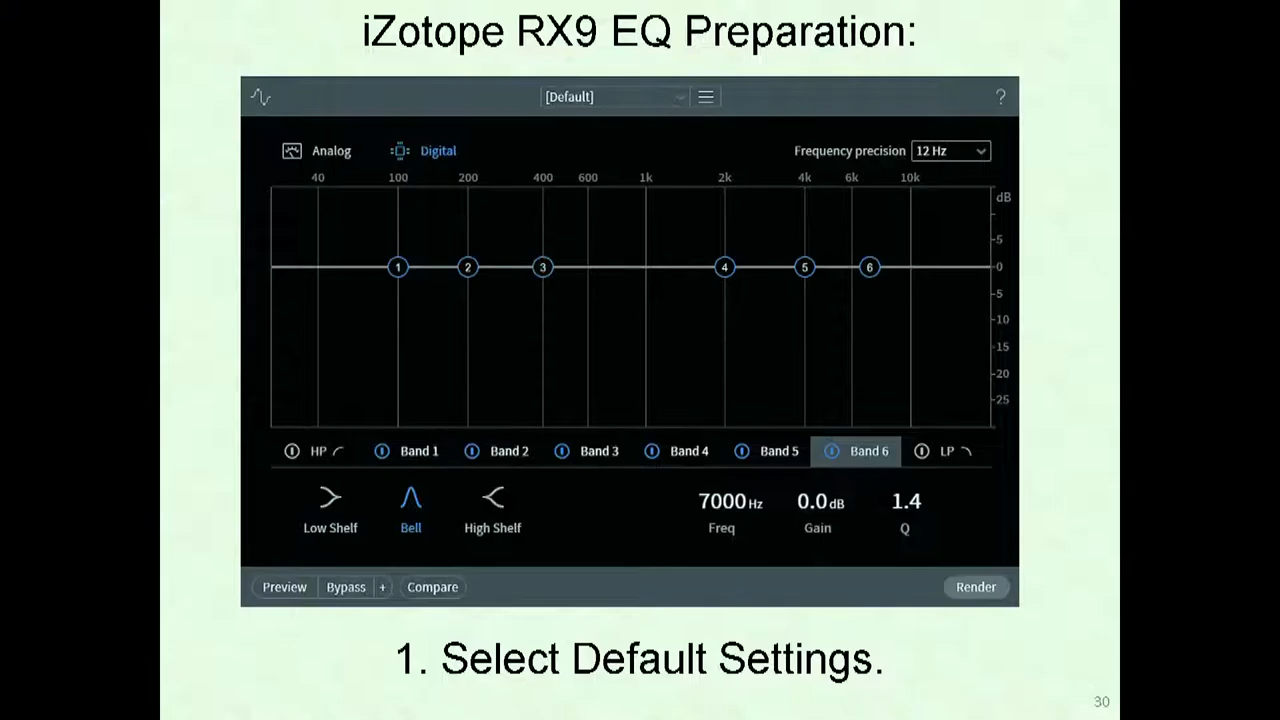 iZotope RX9 EQ Preparation:
[Default]
?
Analog Digital Frequency precision 12 Hz
40 100 200 400 600 1k 2k 4k 6k 10k
dB
-5
1 2 3 4 5 6 -0
-5
-10
-15
-20
-25
HP Band 1 Band 2 Band 3 Band 4 Band 5 Band 6 LP
7000 Hz 0.0 dB 1.4
Low Shelf Bell High Shelf Freq Gain Q
Preview Bypass + Compare Render
1. Select Default Settings.
30